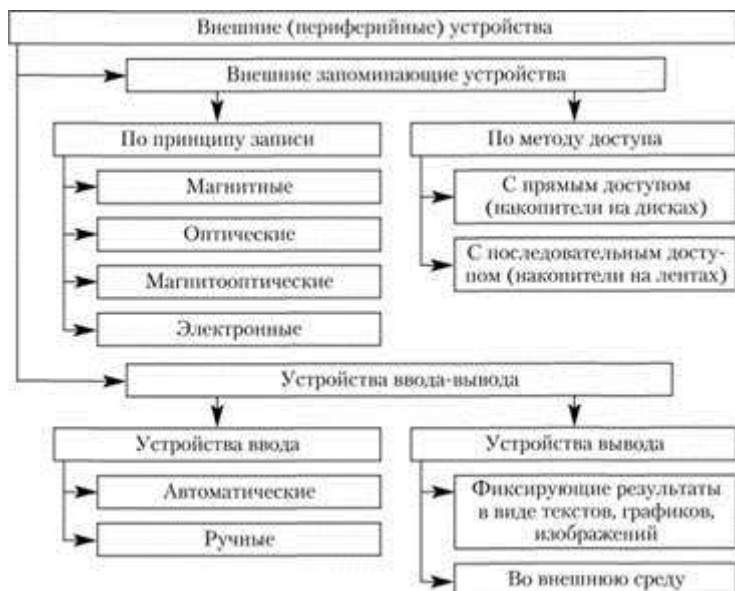 Внешние (периферийные) устройства
Внешние запоминающие устройства
По принципу записи
Магнитные
Оптические
Магнитооптические
Электронные
По методу доступа
С прямым доступом
(накопители на дисках)
С последовательным досту-
пом (накопители на лентах)
Устройства ввода-вывода
Устройства ввода
Автоматические
Ручные
Устройства вывода
Фиксирующие результаты
в виде текстов, графиков,
изображений
Во внешнюю среду